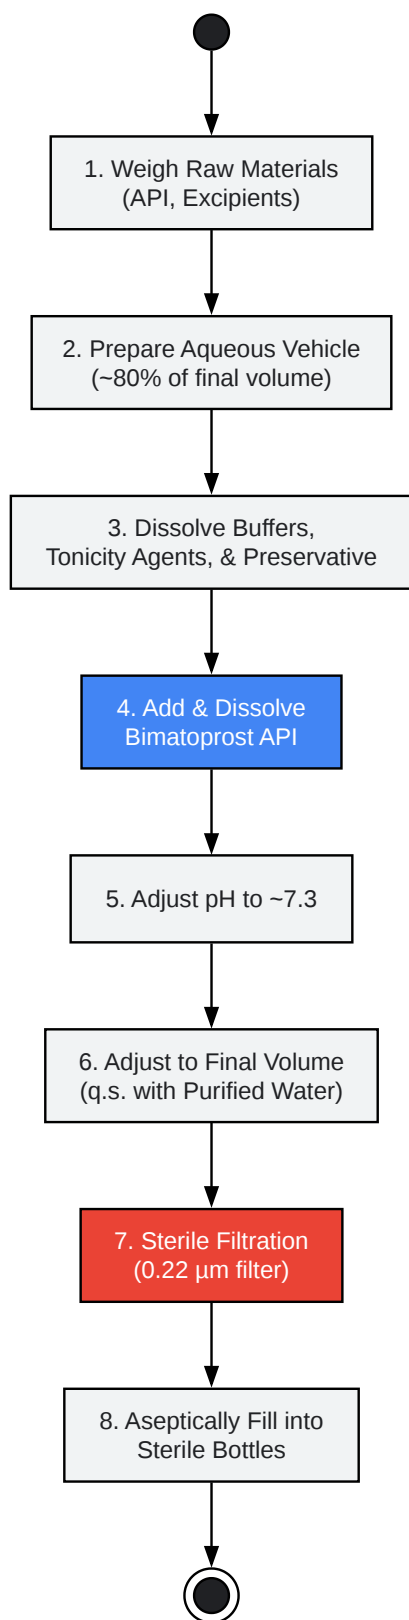 1. Weigh Raw Materials
(API, Excipients)
2. Prepare Aqueous Vehicle
(~80% of final volume)
3. Dissolve Buffers,
Tonicity Agents, & Preservative
4. Add & Dissolve
Bimatoprost API
5. Adjust pH to ~7.3
6. Adjust to Final Volume
(q.s. with Purified Water)
7. Sterile Filtration
(0.22 µm filter)
8. Aseptically Fill into
Sterile Bottles